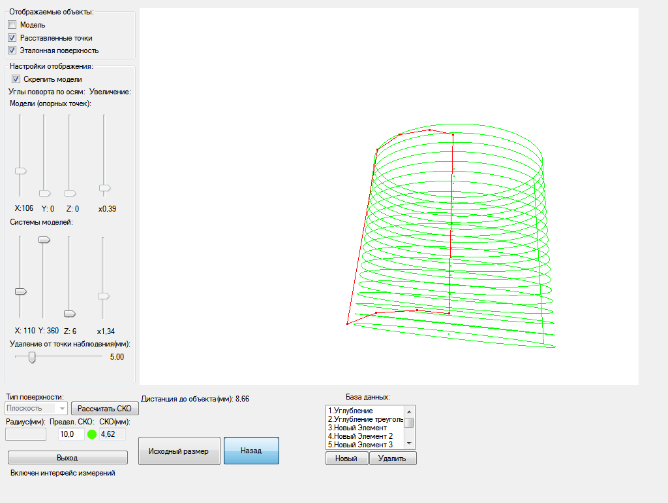 Отображаемые объекты:
Модель
Расставленные точки
Эталонная поверхность
Настройки отображения:
Скрепить модели
Углы поворта по осям: Увеличение:
Модели (опорных точек):
X:106 Y: 0 Z: 0 x0,39
Системы моделей:
X: 110 Y: 360 Z: 6 x1,34
Удаление от точки наблюдения(мм):
5.00
Тип поверхности:
Плоскость
Рассчитать СКО
Радиус(мм): Предел. СКО: СКО(мм):
10,0 4,62
Выход
Включен интерфейс измерений
Дистанция до объекта(мм): 8,66
Исходный размер
Назад
База данных:
1.Углубление
2.Углубление треуголь
3.Новый Элемент
4.Новый Элемент 2
5.Новый Элемент 3
Новый
Удалить